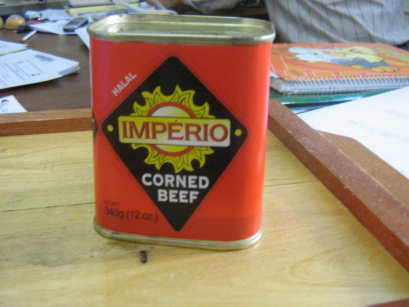 HALAL
IMPÉRIO
CORNED
BEEF
340g (12 oz.)